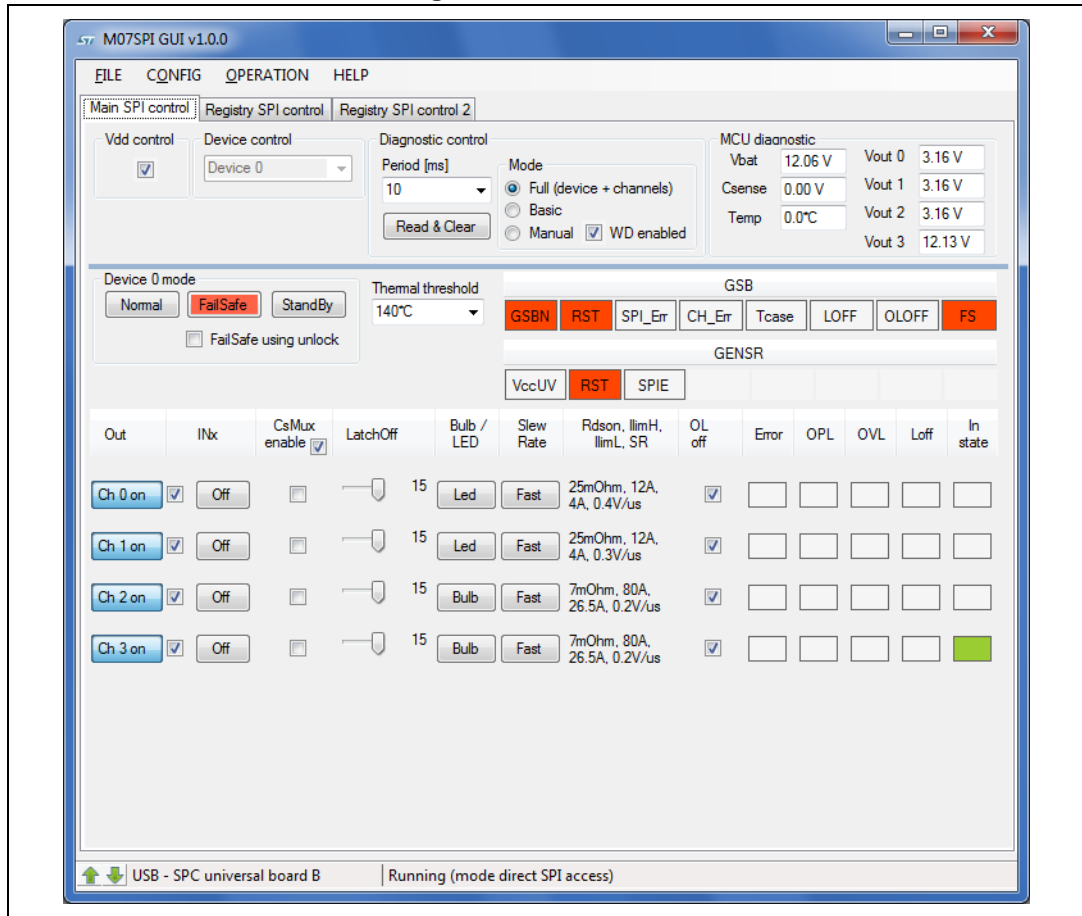 ST M07SPI GUI v1.0.0
FILE CONFIG OPERATION HELP
Main SPI control Registry SPI control Registry SPI control 2
Vdd control Device control Diagnostic control MCU diagnostic
Device 0
Period [ms]
10
Read & Clear
Mode
Full (device + channels)
Basic
Manual WD enabled
Vbat 12.06 V Vout 0 3.16 V
Csense 0.00 V Vout 1 3.16 V
Temp 0.0°C Vout 2 3.16 V
Vout 3 12.13 V
Device 0 mode
Normal FailSafe StandBy
FailSafe using unlock
Thermal threshold
140°C
GSB
GSBN RST SPI_Err CH_Err Tcase LOFF OLOFF FS
GENSR
VccUV RST SPIE
Out INx CsMux enable LatchOff Bulb / LED Slew Rate Rdson, IlimH, IlimL, SR OL off Error OPL OVL Loff In state
Ch 0 on Off 15 Led Fast 25mOhm, 12A, 4A, 0.4V/us
Ch 1 on Off 15 Led Fast 25mOhm, 12A, 4A, 0.3V/us
Ch 2 on Off 15 Bulb Fast 7mOhm, 80A, 26.5A, 0.2V/us
Ch 3 on Off 15 Bulb Fast 7mOhm, 80A, 26.5A, 0.2V/us
USB - SPC universal board B Running (mode direct SPI access)